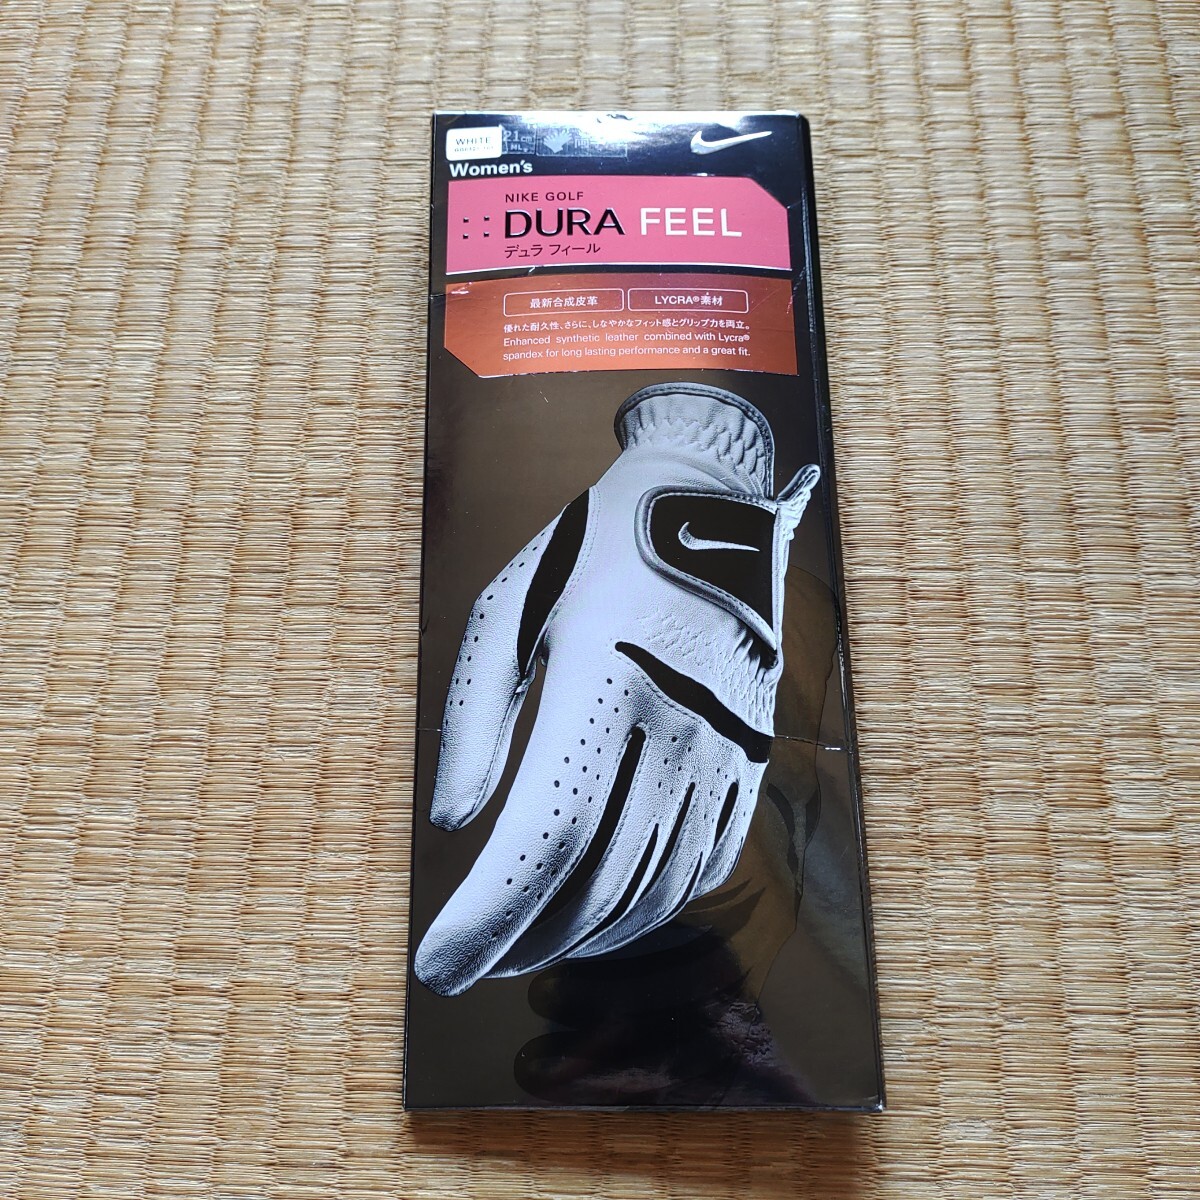 WHITE
21cm
ML
Women's
NIKE GOLF
DURA FEEL
デュラ フィール
最新合成皮革
LYCRA®素材
優れた耐久性、さらに、しなやかなフィット感とグリップ力を両立。
Enhanced synthetic leather combined with Lycra®
spandex for long lasting performance and a great fit.